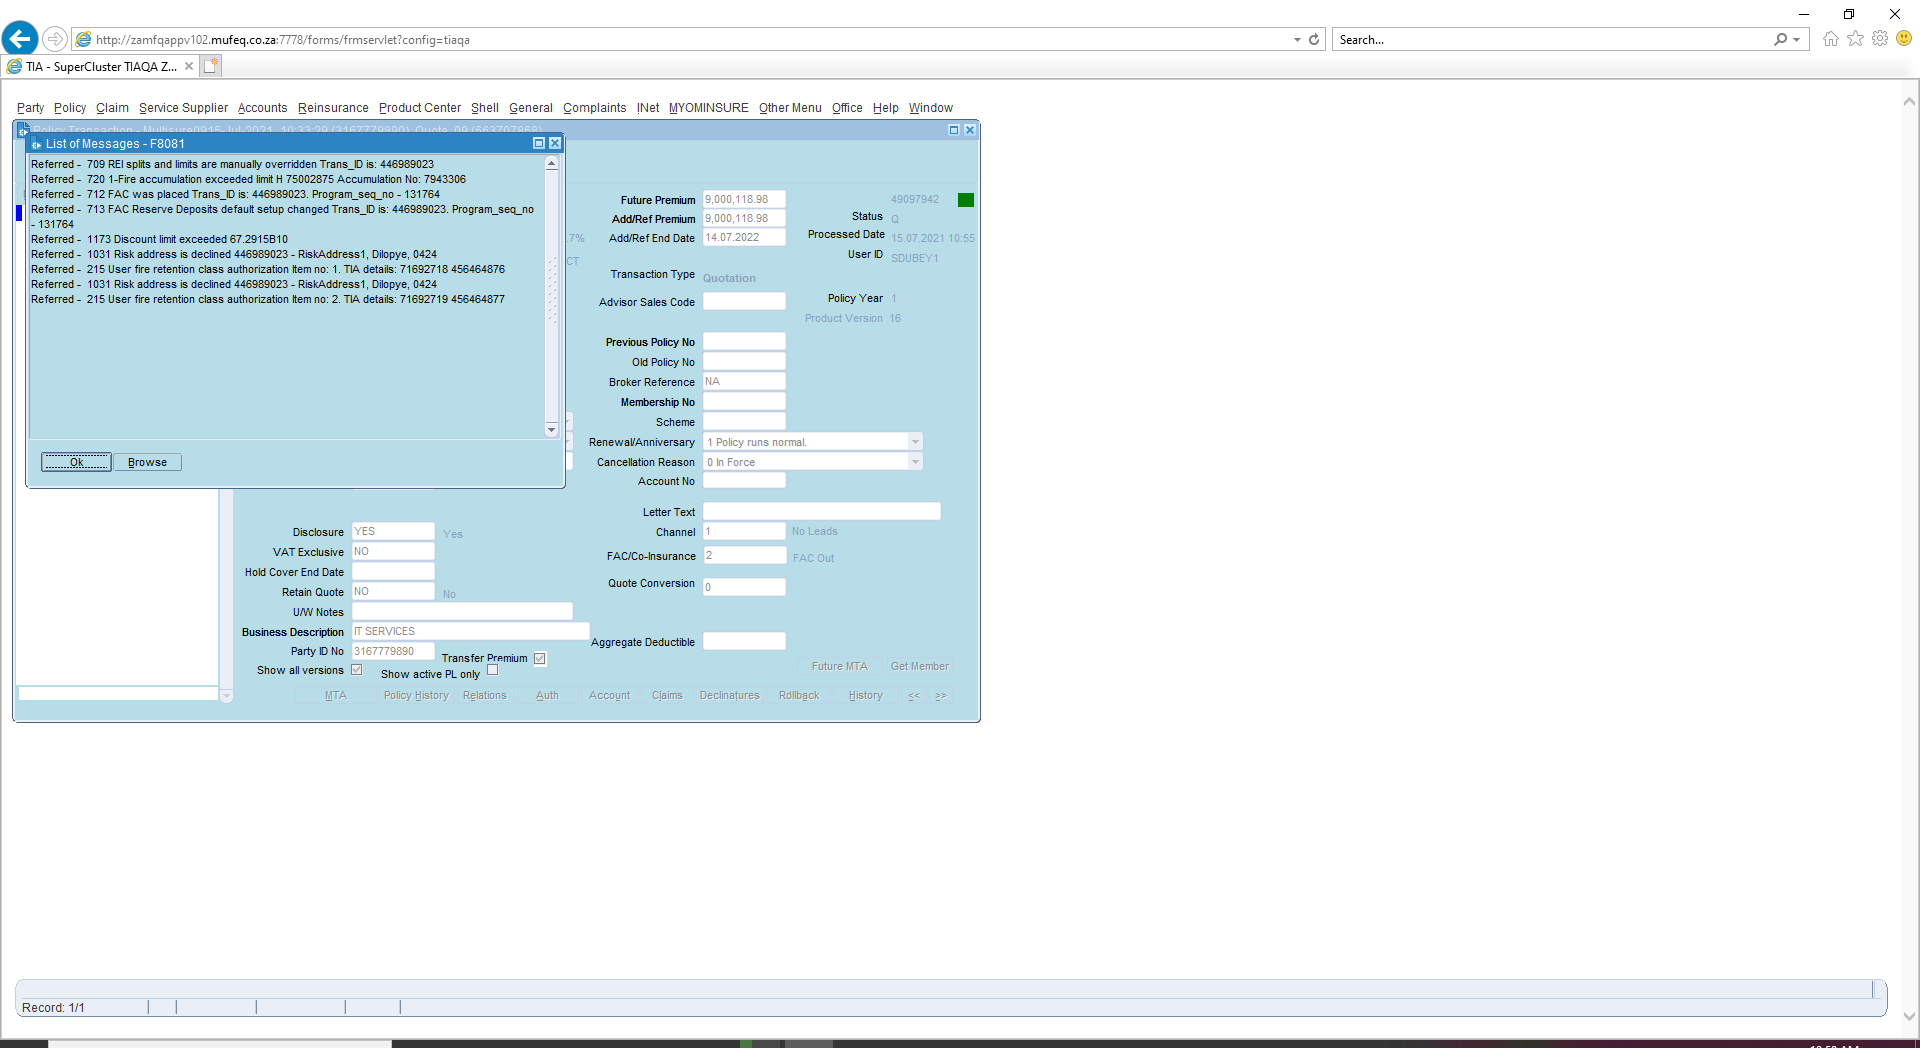 http://zamfqappv102.mufeq.co.za:7778/forms/frmservlet?config=tiaqa
Search...
TIA - SuperCluster TIAQA Z...
Party Policy Claim Service Supplier Accounts Reinsurance Product Center Shell General Complaints INet MYOMINSURE Other Menu Office Help Window
List of Messages - F8081
Referred - 709 REI splits and limits are manually overridden Trans_ID is: 446989023
Referred - 720 1-Fire accumulation exceeded limit H 75002875 Accumulation No: 7943306
Referred - 712 FAC was placed Trans_ID is: 446989023. Program_seq_no - 131764
Referred - 713 FAC Reserve Deposits default setup changed Trans_ID is: 446989023. Program_seq_no
- 131764
Referred - 1173 Discount limit exceeded 67.2915B10
Referred - 1031 Risk address is declined 446989023 - RiskAddress1, Dilopye, 0424
Referred - 215 User fire retention class authorization Item no: 1. TIA details: 71692718 456464876
Referred - 1031 Risk address is declined 446989023 - RiskAddress1, Dilopye, 0424
Referred - 215 User fire retention class authorization Item no: 2. TIA details: 71692719 456464877
Ok Browse
.7%
CT
Future Premium 9,000,118.98 49097942
Add/Ref Premium 9,000,118.98 Status Q
Add/Ref End Date 14.07.2022 Processed Date 15.07.2021 10:55
User ID SDUBEY1
Transaction Type Quotation
Advisor Sales Code Policy Year 1
Product Version 16
Previous Policy No
Old Policy No
Broker Reference NA
Membership No
Scheme
Renewal/Anniversary 1 Policy runs normal.
Cancellation Reason 0 In Force
Account No
Letter Text
Disclosure YES Yes Channel 1 No Leads
VAT Exclusive NO FAC/Co-Insurance 2 FAC Out
Hold Cover End Date
Retain Quote NO No Quote Conversion 0
U/W Notes
Business Description IT SERVICES
Party ID No 3167779890 Transfer Premium Aggregate Deductible
Show all versions Show active PL only Future MTA Get Member
MTA Policy History Relations Auth Account Claims Declinatures Rollback History << >>
Record: 1/1